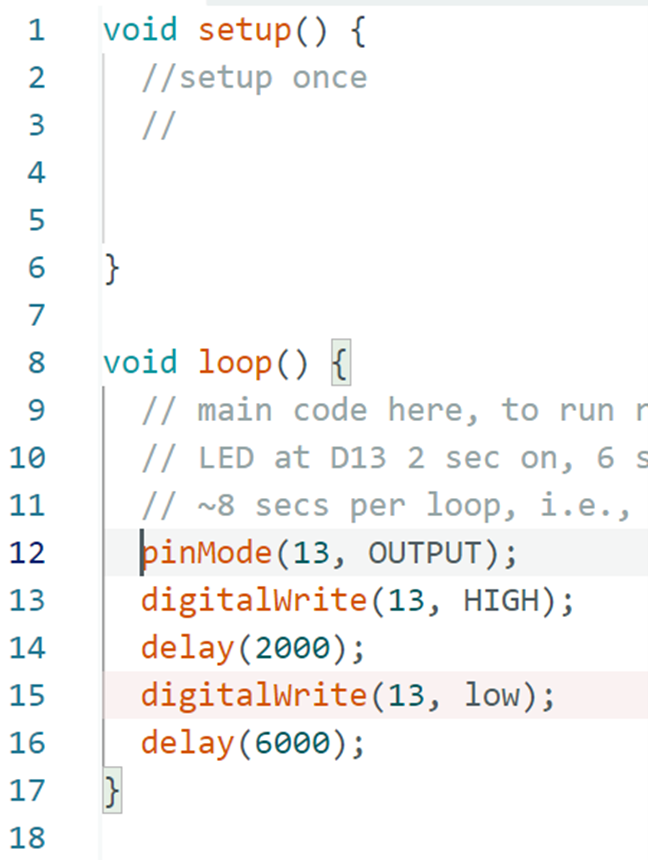 1 void setup() {
2 //setup once
3 //
4
5
6 }
7
8 void loop() {
9 // main code here, to run
10 // LED at D13 2 sec on, 6
11 // ~8 secs per loop, i.e.,
12 pinMode(13, OUTPUT);
13 digitalWrite(13, HIGH);
14 delay(2000);
15 digitalWrite(13, low);
16 delay(6000);
17 }
18